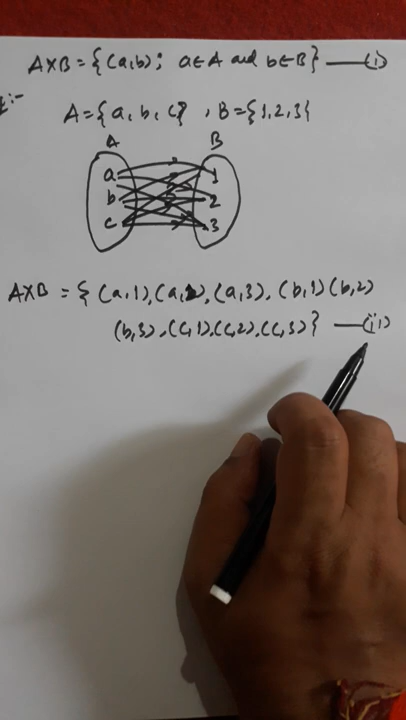 A×B = {(a,b); a∈A and b∈B} —(i)
:-
A = {a, b, c}, B = {1,2,3}
A B
a 1
b 2
c 3
A×B = {(a,1),(a,2),(a,3),(b,1)(b,2)
(b,3),(c,1),(c,2),(c,3)} —(ii)